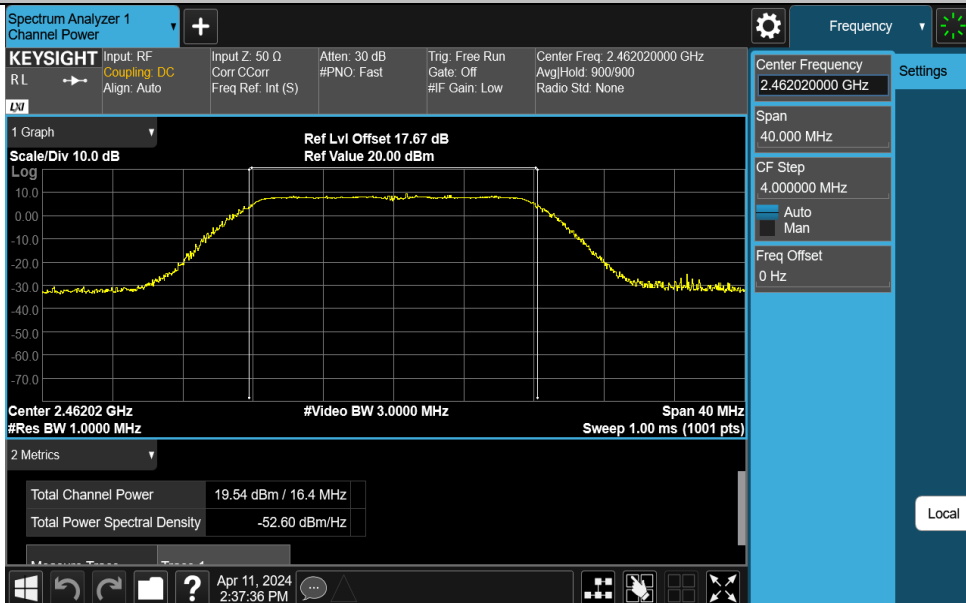 Spectrum Analyzer 1
Channel Power
Frequency
KEYSIGHT
R L
LXI
Input: RF
Coupling: DC
Align: Auto
Input Z: 50 Ω
Corr CCorr
Freq Ref: Int (S)
Atten: 30 dB
#PNO: Fast
Trig: Free Run
Gate: Off
#IF Gain: Low
Center Freq: 2.462020000 GHz
Avg|Hold: 900/900
Radio Std: None
Center Frequency
2.462020000 GHz
Settings
Span
40.000 MHz
CF Step
4.000000 MHz
Auto
Man
Freq Offset
0 Hz
1 Graph
Scale/Div 10.0 dB
Ref Lvl Offset 17.67 dB
Ref Value 20.00 dBm
Log
10.0
0.00
-10.0
-20.0
-30.0
-40.0
-50.0
-60.0
-70.0
Center 2.46202 GHz
#Video BW 3.0000 MHz
Span 40 MHz
#Res BW 1.0000 MHz
Sweep 1.00 ms (1001 pts)
2 Metrics
Total Channel Power 19.54 dBm / 16.4 MHz
Total Power Spectral Density -52.60 dBm/Hz
Measure Trace Trace 1
Local
?
Apr 11, 2024
2:37:36 PM